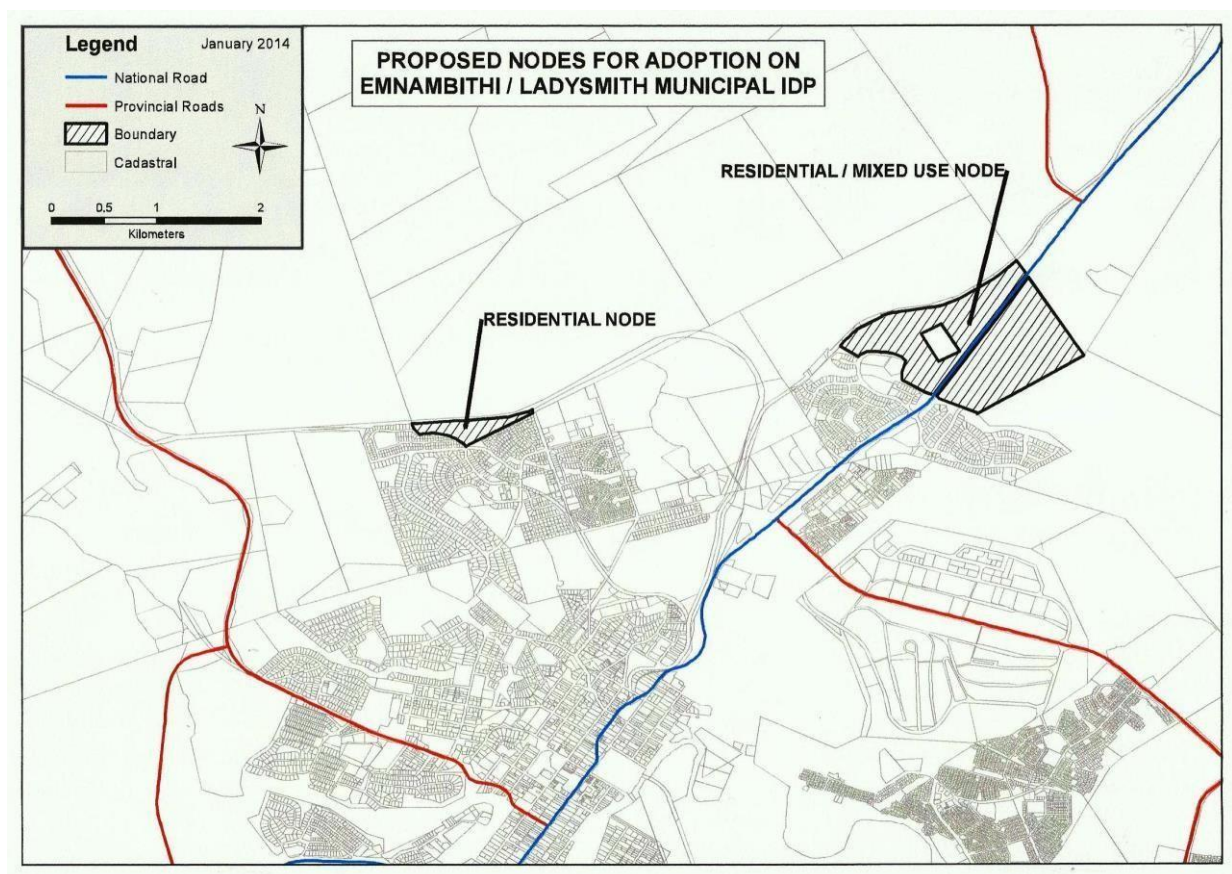 Legend January 2014
National Road
Provincial Roads
Boundary
Cadastral
N
0 0,5 1 2
Kilometers
PROPOSED NODES FOR ADOPTION ON
EMNAMBITHI / LADYSMITH MUNICIPAL IDP
RESIDENTIAL / MIXED USE NODE
RESIDENTIAL NODE